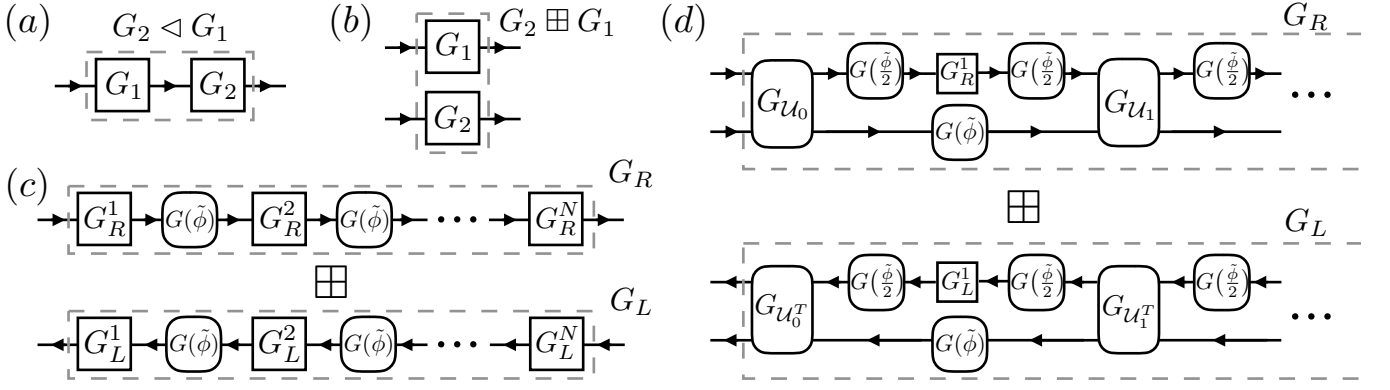 (a)
G_2 ◁ G_1
G_1 G_2
(b)
G_2 ⊞ G_1
G_1
G_2
(c)
G_R
G_R^1 G(ϕ̃) G_R^2 G(ϕ̃) ··· G_R^N
⊞
G_L
G_L^1 G(ϕ̃) G_L^2 G(ϕ̃) ··· G_L^N
(d)
G_R
G_{𝒰_0} G(ϕ̃/2) G_R^1 G(ϕ̃/2) G_{𝒰_1} G(ϕ̃/2) ···
G(ϕ̃)
⊞
G_L
G_{𝒰_0^T} G(ϕ̃/2) G_L^1 G(ϕ̃/2) G_{𝒰_1^T} G(ϕ̃/2) ···
G(ϕ̃)